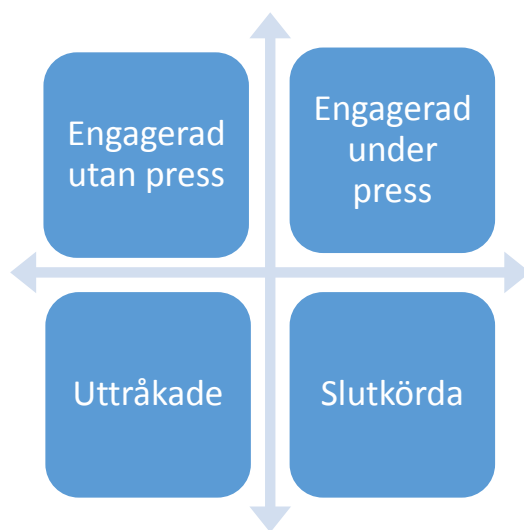 Engagerad
utan press
Engagerad
under
press
Uttråkade
Slutkörda